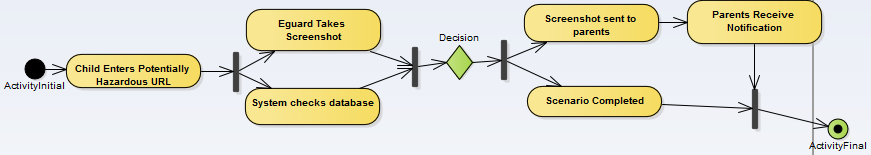 ActivityInitial
Child Enters Potentially
Hazardous URL
Eguard Takes
Screenshot
System checks database
Decision
Screenshot sent to
parents
Scenario Completed
Parents Receive
Notification
ActivityFinal